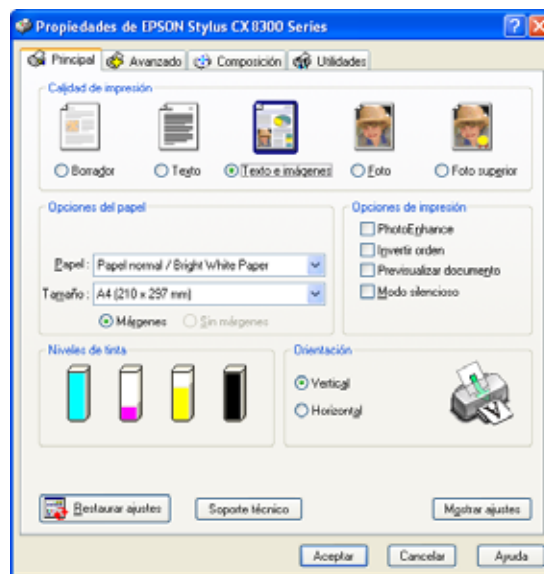 Propiedades de EPSON Stylus CX8300 Series
Principal Avanzado Composición Utilidades
Calidad de impresión
Borrador Texto Texto e imágenes Foto Foto superior
Opciones del papel
Papel: Papel normal / Bright White Paper
Tamaño: A4 (210 x 297 mm)
Márgenes Sin márgenes
Opciones de impresión
PhotoEnhance
Invertir orden
Previsualizar documento
Modo silencioso
Niveles de tinta
Orientación
Vertical
Horizontal
Restaurar ajustes Soporte técnico Mostrar ajustes
Aceptar Cancelar Ayuda